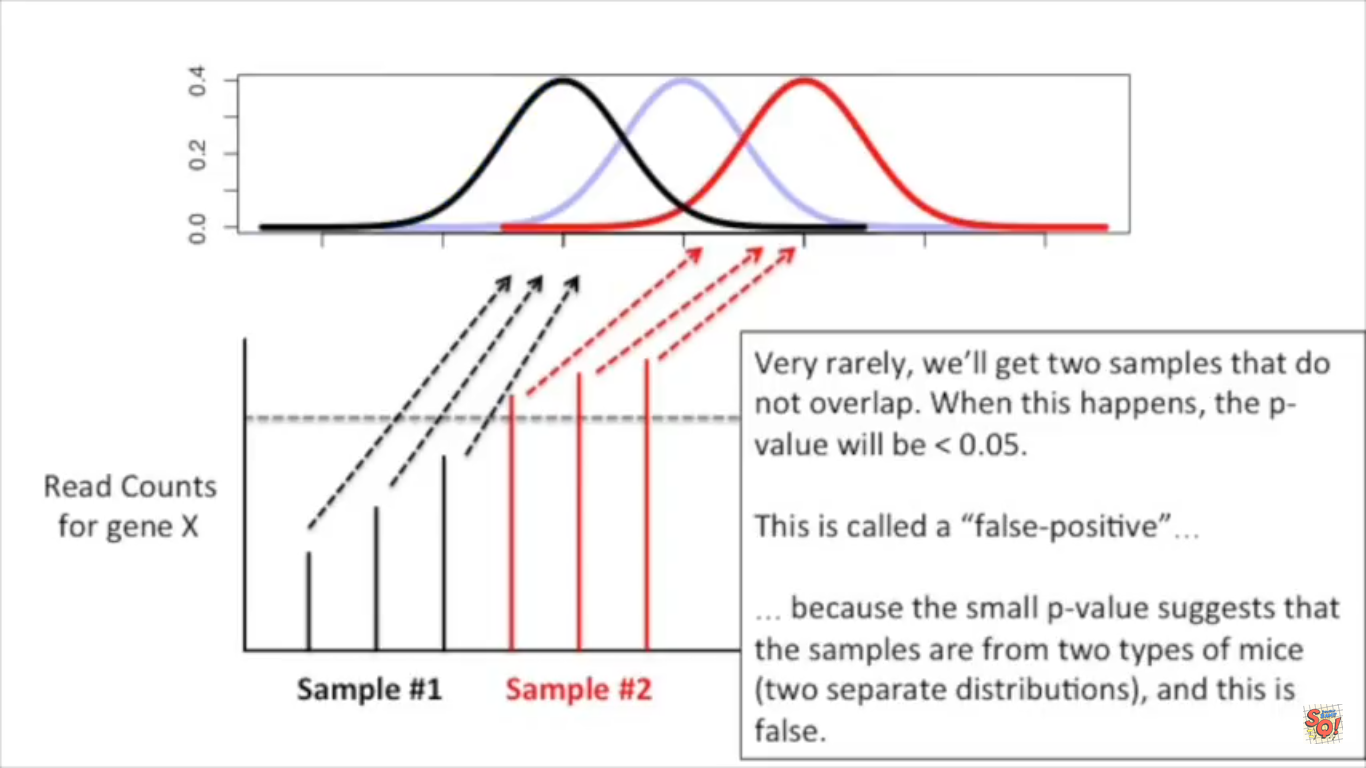 0.4
0.2
0.0
Very rarely, we’ll get two samples that do
not overlap. When this happens, the p-
value will be < 0.05.
This is called a “false-positive”…
… because the small p-value suggests that
the samples are from two types of mice
(two separate distributions), and this is
false.
Read Counts
for gene X
Sample #1
Sample #2
SQ!